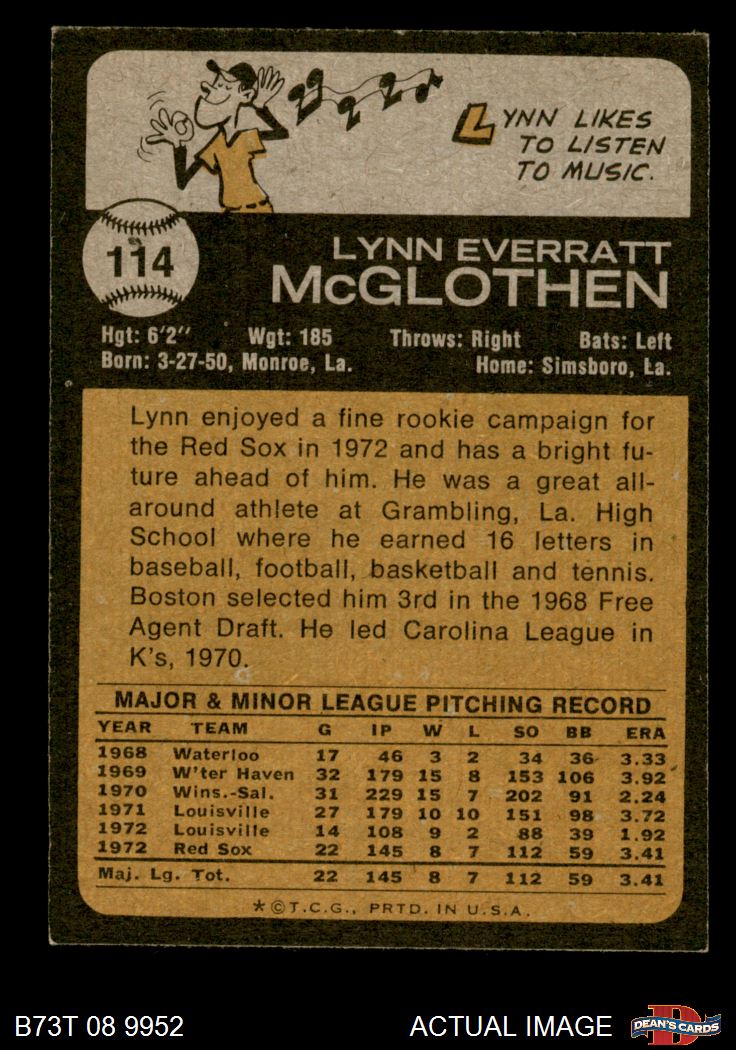 LYNN LIKES
TO LISTEN
TO MUSIC.
114
LYNN EVERRATT
McGLOTHEN
Hgt: 6'2" Wgt: 185 Throws: Right Bats: Left
Born: 3-27-50, Monroe, La. Home: Simsboro, La.
Lynn enjoyed a fine rookie campaign for
the Red Sox in 1972 and has a bright fu-
ture ahead of him. He was a great all-
around athlete at Grambling, La. High
School where he earned 16 letters in
baseball, football, basketball and tennis.
Boston selected him 3rd in the 1968 Free
Agent Draft. He led Carolina League in
K's, 1970.
MAJOR & MINOR LEAGUE PITCHING RECORD
YEAR TEAM G IP W L SO BB ERA
1968 Waterloo 17 46 3 2 34 36 3.33
1969 W'ter Haven 32 179 15 8 153 106 3.92
1970 Wins.-Sal. 31 229 15 7 202 91 2.24
1971 Louisville 27 179 10 10 151 98 3.72
1972 Louisville 14 108 9 2 88 39 1.92
1972 Red Sox 22 145 8 7 112 59 3.41
Maj. Lg. Tot. 22 145 8 7 112 59 3.41
*©T.C.G., PRTD. IN U.S.A.
B73T 08 9952 ACTUAL IMAGE D DEAN'S CARDS